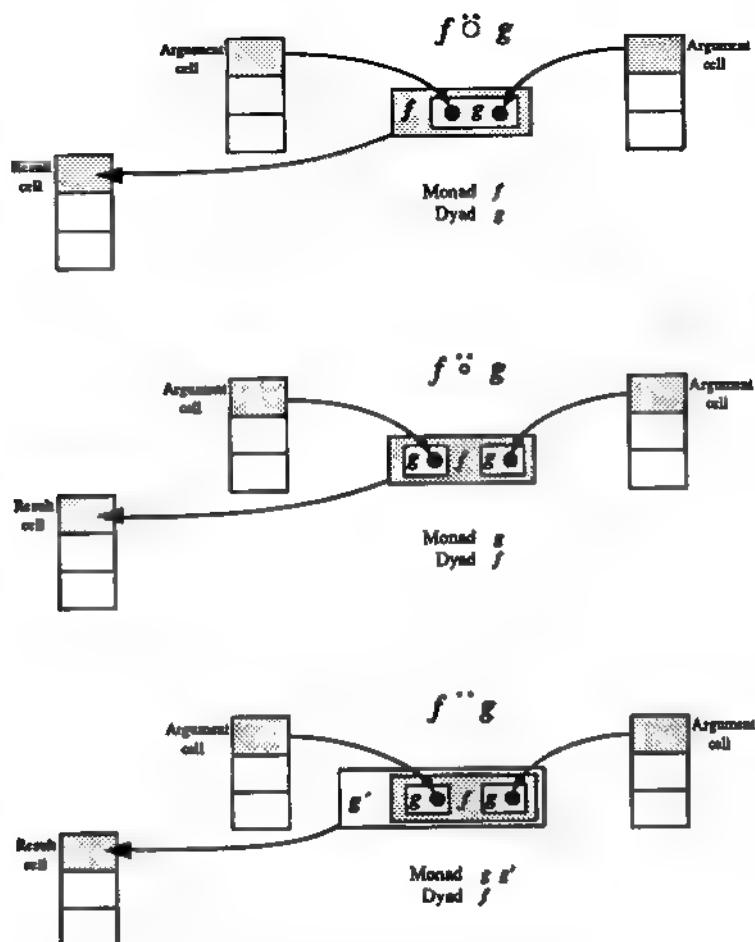 f ⍥ g
Argument
cell
Argument
cell
f g
Result
cell
Monad f
Dyad g
f ⍤ g
Argument
cell
Argument
cell
g f g
Result
cell
Monad g
Dyad f
f ¨ g
Argument
cell
Argument
cell
g' g f g
Result
cell
Monad g g'
Dyad f